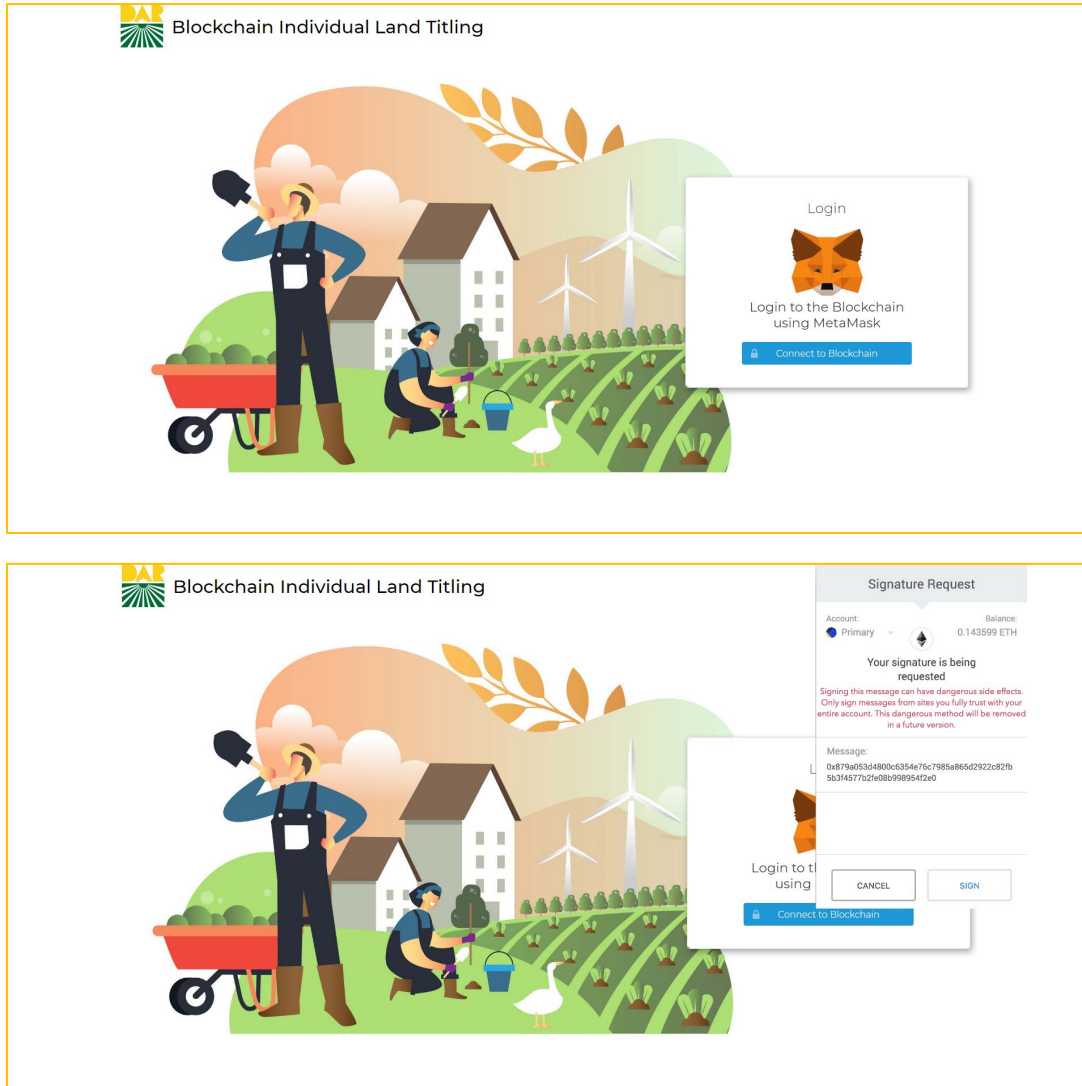 DAR
Blockchain Individual Land Titling
Login
Login to the Blockchain
using MetaMask
Connect to Blockchain
DAR
Blockchain Individual Land Titling
Signature Request
Account:
Balance:
Primary
0.143599 ETH
Your signature is being
requested
Signing this message can have dangerous side effects.
Only sign messages from sites you fully trust with your
entire account. This dangerous method will be removed
in a future version.
Message:
0x879a053d4800c6354e76c7985a865d2922c82fb
5b3f4577b2fe08b998954f2e0
L
Login to t
using
CANCEL
SIGN
Connect to Blockchain